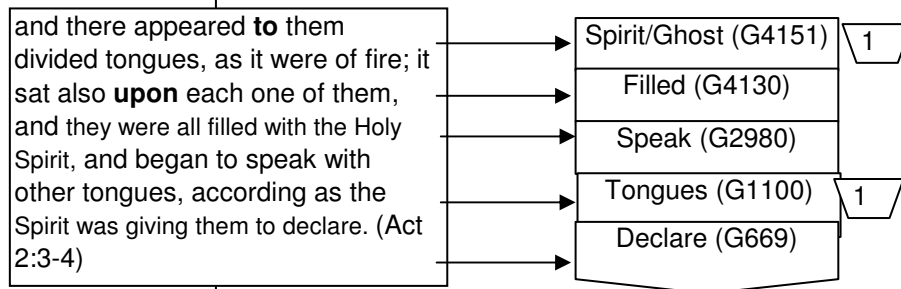 and there appeared to them
divided tongues, as it were of fire; it
sat also upon each one of them,
and they were all filled with the Holy
Spirit, and began to speak with
other tongues, according as the
Spirit was giving them to declare. (Act
2:3-4)
Spirit/Ghost (G4151)
1
Filled (G4130)
Speak (G2980)
Tongues (G1100)
1
Declare (G669)